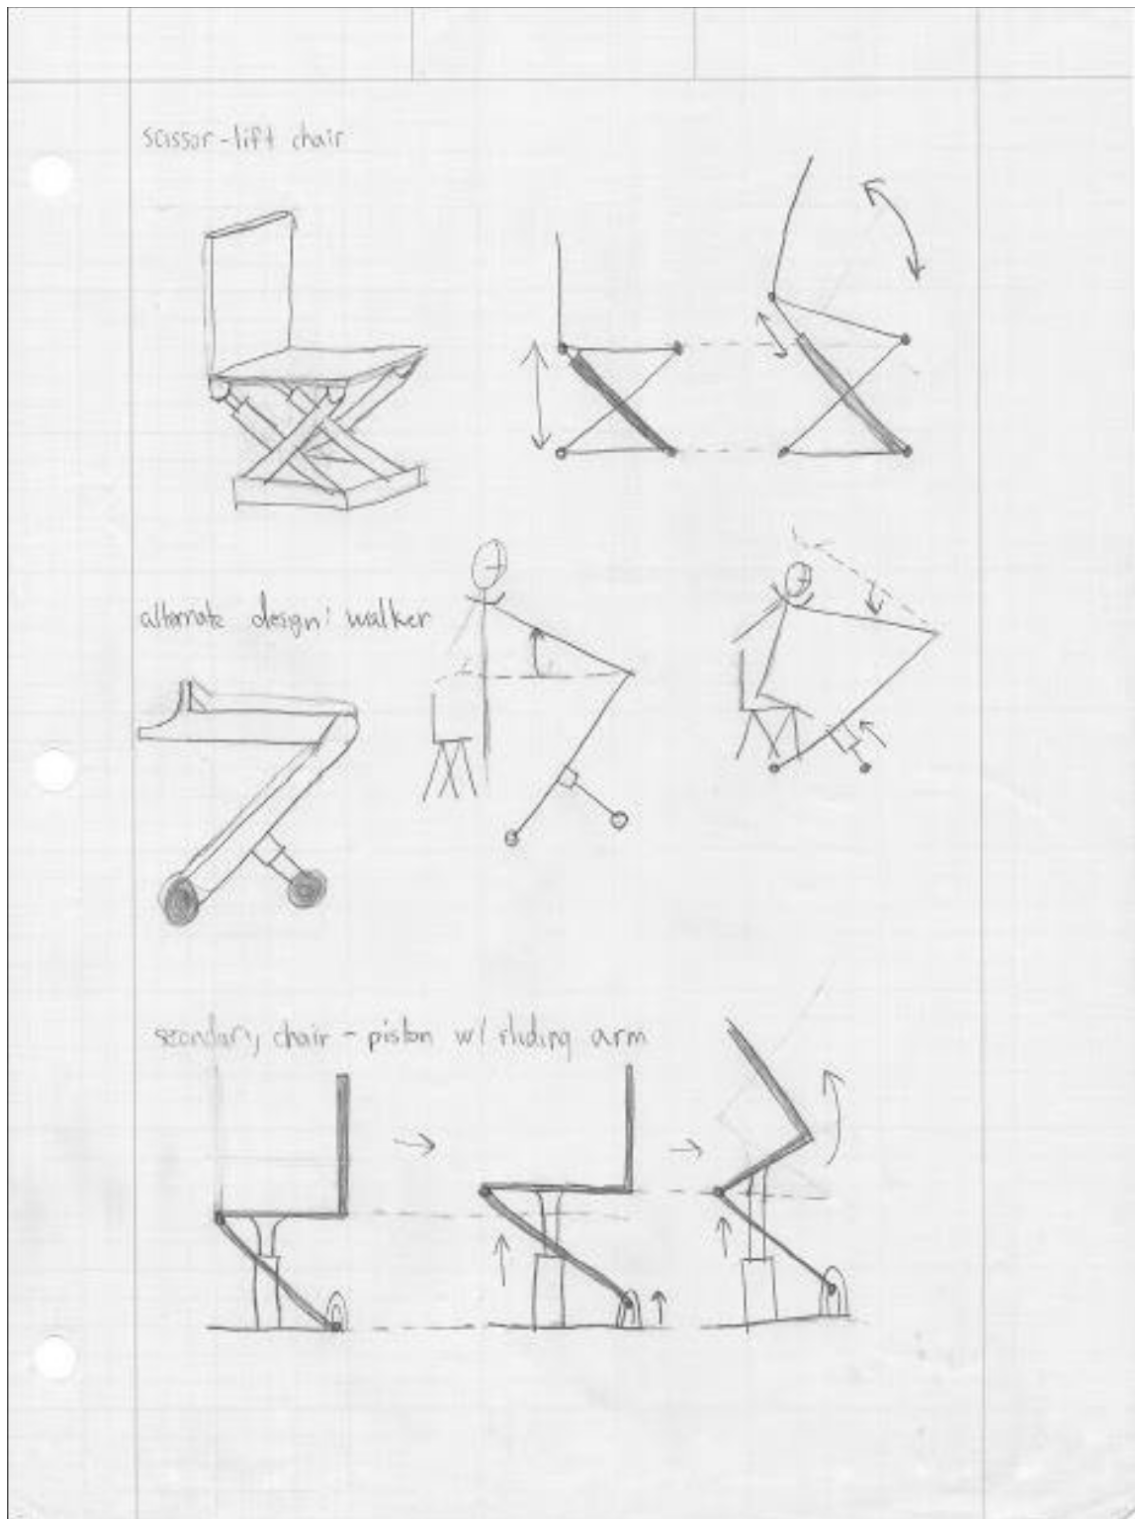 scissor-lift chair
alternate design: walker
secondary chair - piston w/ sliding arm